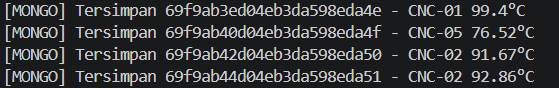 [MONGO] Tersimpan 69f9ab3ed04eb3da598eda4e - CNC-01 99.4°C
[MONGO] Tersimpan 69f9ab40d04eb3da598eda4f - CNC-05 76.52°C
[MONGO] Tersimpan 69f9ab42d04eb3da598eda50 - CNC-02 91.67°C
[MONGO] Tersimpan 69f9ab44d04eb3da598eda51 - CNC-02 92.86°C